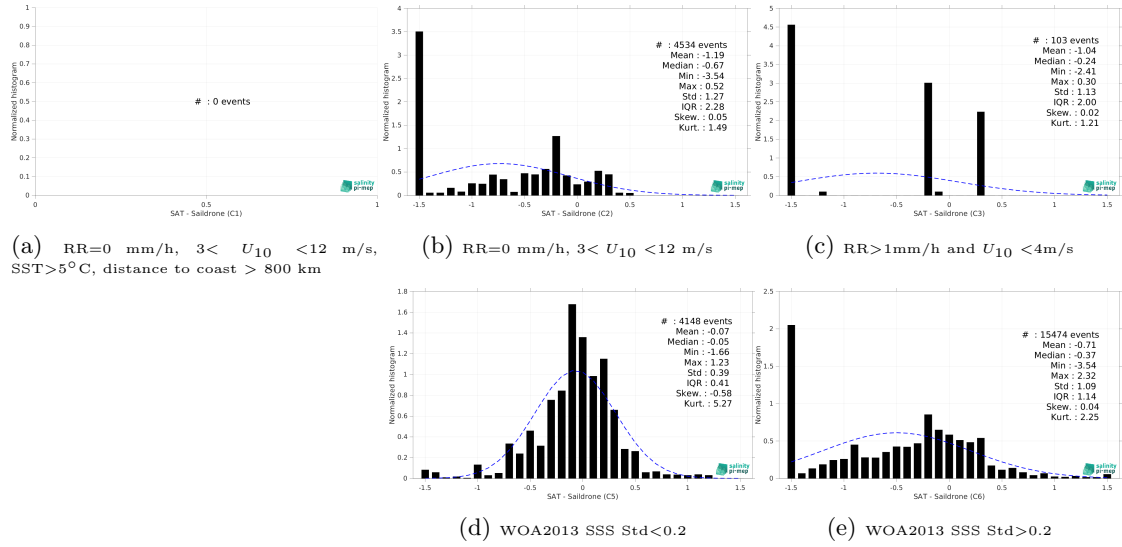 1
0.9
0.8
0.7
0.6
0.5
0.4
0.3
0.2
0.1
0
Normalized histogram
# : 0 events
salinity
pi-mep
0 0.5 1
SAT - Saildrone (C1)
(a) RR=0 mm/h, 3< U10 <12 m/s,
SST>5°C, distance to coast > 800 km
4
3.5
3
2.5
2
1.5
1
0.5
0
Normalized histogram
# : 4534 events
Mean : -1.19
Median : -0.67
Min : -3.54
Max : 0.52
Std : 1.27
IQR : 2.28
Skew. : 0.05
Kurt. : 1.49
salinity
pi-mep
-1.5 -1 -0.5 0 0.5 1 1.5
SAT - Saildrone (C2)
(b) RR=0 mm/h, 3< U10 <12 m/s
5
4.5
4
3.5
3
2.5
2
1.5
1
0.5
0
Normalized histogram
# : 103 events
Mean : -1.04
Median : -0.24
Min : -2.41
Max : 0.30
Std : 1.13
IQR : 2.00
Skew. : 0.02
Kurt. : 1.21
salinity
pi-mep
-1.5 -1 -0.5 0 0.5 1 1.5
SAT - Saildrone (C3)
(c) RR>1mm/h and U10 <4m/s
1.8
1.6
1.4
1.2
1
0.8
0.6
0.4
0.2
0
Normalized histogram
# : 4148 events
Mean : -0.07
Median : -0.05
Min : -1.66
Max : 1.23
Std : 0.39
IQR : 0.41
Skew. : -0.58
Kurt. : 5.27
salinity
pi-mep
-1.5 -1 -0.5 0 0.5 1 1.5
SAT - Saildrone (C5)
(d) WOA2013 SSS Std<0.2
2.5
2
1.5
1
0.5
0
Normalized histogram
# : 15474 events
Mean : -0.71
Median : -0.37
Min : -3.54
Max : 2.32
Std : 1.09
IQR : 1.14
Skew. : 0.04
Kurt. : 2.25
salinity
pi-mep
-1.5 -1 -0.5 0 0.5 1 1.5
SAT - Saildrone (C6)
(e) WOA2013 SSS Std>0.2